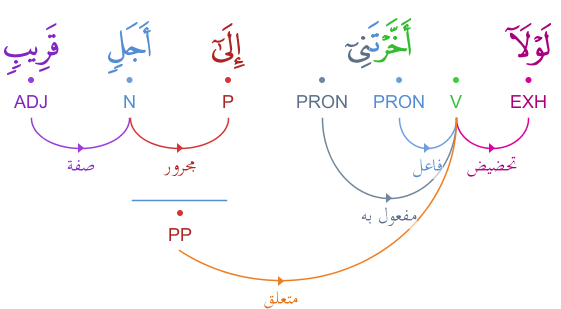 لَوْلَآ أَخَّرْتَنِىٓ إِلَىٰٓ أَجَلٍ قَرِيبٍ
EXH V PRON PRON P N ADJ
تحضيض فاعل مجرور صفة
مفعول به
PP
متعلق